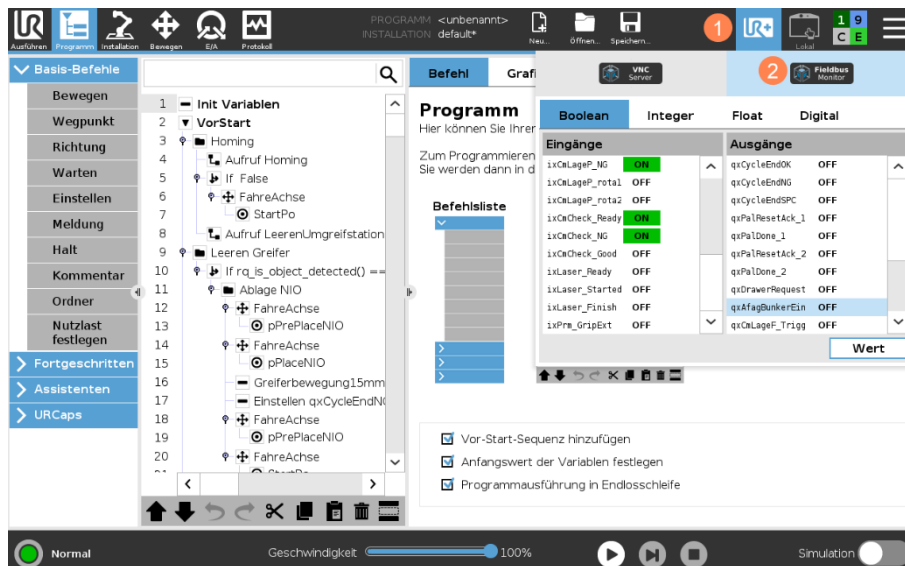 PROGRAMM <unbenannt>
INSTALLATION default*
Ausführen Programm Installation Bewegen E/A Protokoll
Neu... Öffnen... Speichern...
1
UR+
Lokal
1 9
C E
Basis-Befehle
Bewegen
Wegpunkt
Richtung
Warten
Einstellen
Meldung
Halt
Kommentar
Ordner
Nutzlast
festlegen
Fortgeschritten
Assistenten
URCaps
1 Init Variablen
2 VorStart
3 Homing
4 Aufruf Homing
5 If False
6 FahreAchse
7 StartPo
8 Aufruf LeerenUmgreifstation
9 Leeren Greifer
10 If rq_is_object_detected() ==
11 Ablage NIO
12 FahreAchse
13 pPrePlaceNIO
14 FahreAchse
15 pPlaceNIO
16 Greiferbewegung15mm
17 Einstellen qxCycleEndN
18 FahreAchse
19 pPrePlaceNIO
20 FahreAchse
Befehl Grafi
Programm
Hier können Sie Ihrer
Zum Programmieren
Sie werden dann in d
Befehlsliste
VNC
Server
2
Fieldbus
Monitor
Boolean Integer Float Digital
Eingänge
ixCmLageP_NG ON
ixCmLageP_rota1 OFF
ixCmLageP_rota2 OFF
ixCmCheck_Ready ON
ixCmCheck_NG ON
ixCmCheck_Good OFF
ixLaser_Ready OFF
ixLaser_Started OFF
ixLaser_Finish OFF
ixPrm_GripExt OFF
Ausgänge
qxCycleEndOK OFF
qxCycleEndNG OFF
qxCycleEndSPC OFF
qxPalResetAck_1 OFF
qxPalDone_1 OFF
qxPalResetAck_2 OFF
qxPalDone_2 OFF
qxDrawerRequest OFF
qxAfagBunkerEin OFF
qxCmLageF_Trigg OFF
Wert
Vor-Start-Sequenz hinzufügen
Anfangswert der Variablen festlegen
Programmausführung in Endlosschleife
Normal
Geschwindigkeit 100%
Simulation